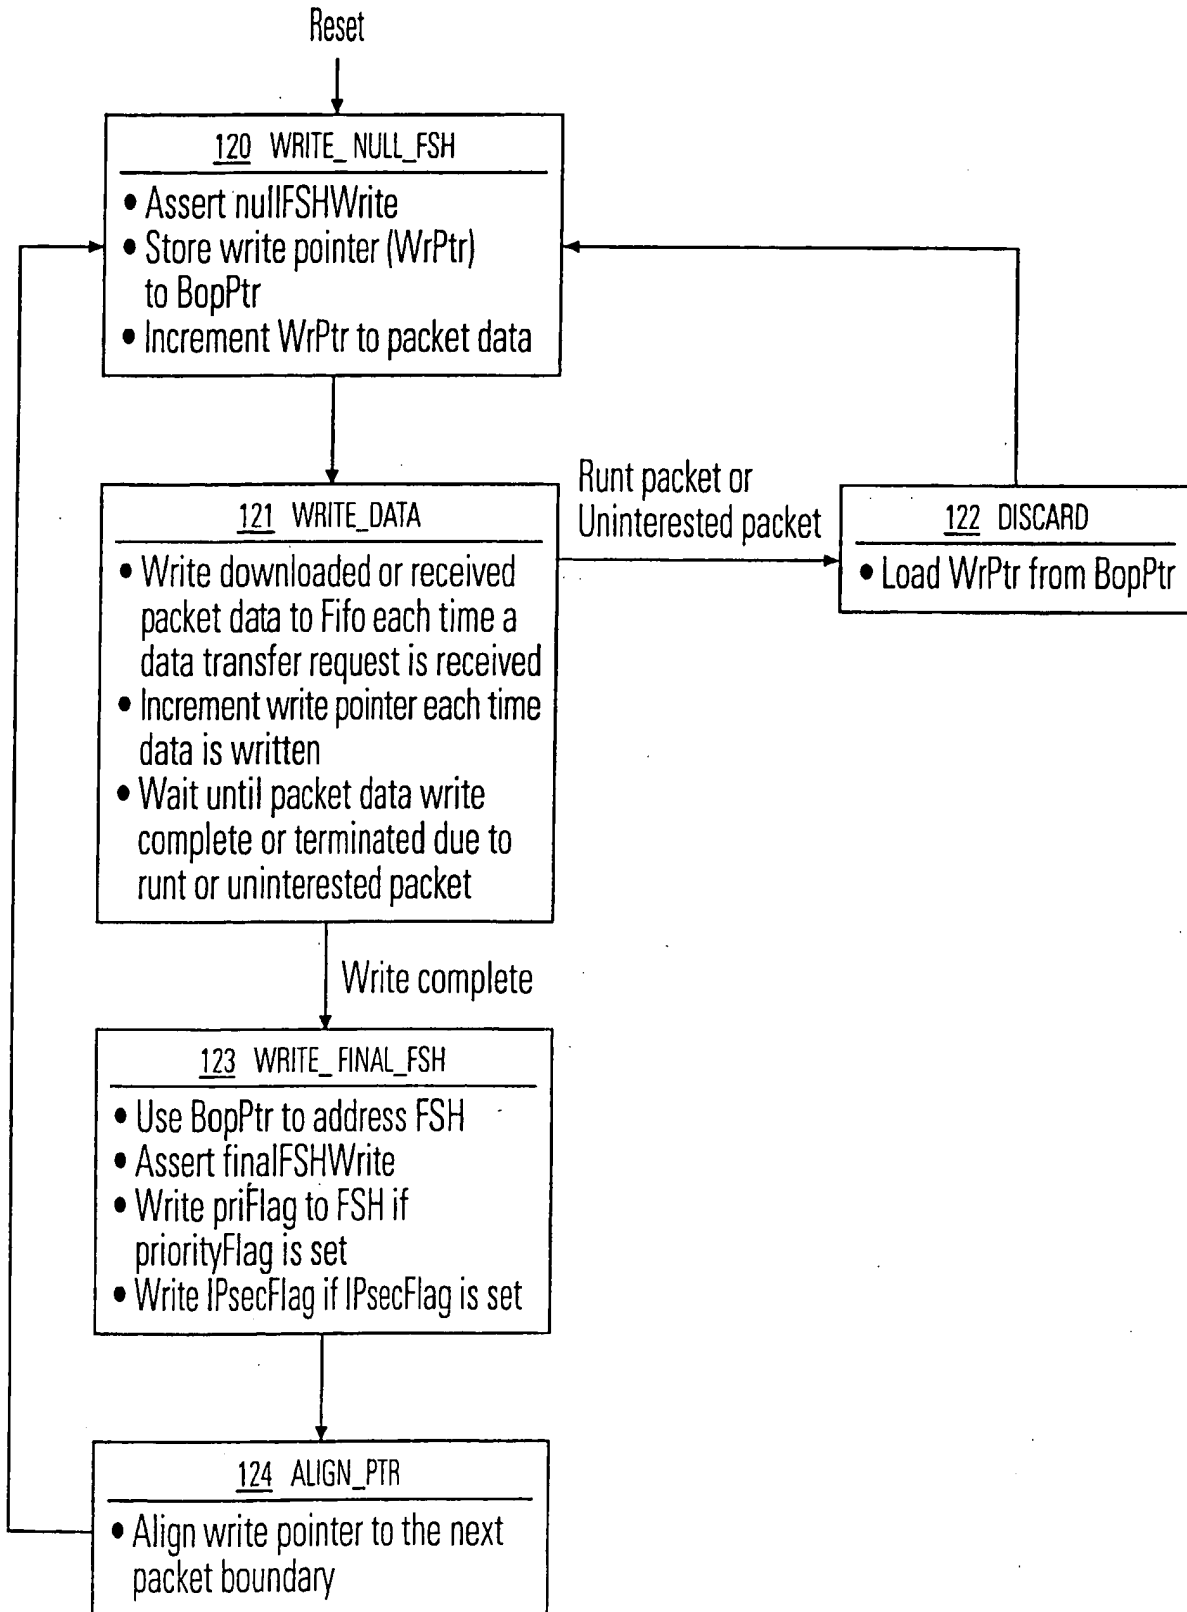 Reset
120 WRITE_NULL_FSH
• Assert nullFSHWrite
• Store write pointer (WrPtr)
to BopPtr
• Increment WrPtr to packet data
121 WRITE_DATA
• Write downloaded or received
packet data to Fifo each time a
data transfer request is received
• Increment write pointer each time
data is written
• Wait until packet data write
complete or terminated due to
runt or uninterested packet
Runt packet or
Uninterested packet
122 DISCARD
• Load WrPtr from BopPtr
Write complete
123 WRITE_FINAL_FSH
• Use BopPtr to address FSH
• Assert finalFSHWrite
• Write priFlag to FSH if
priorityFlag is set
• Write IPsecFlag if IPsecFlag is set
124 ALIGN_PTR
• Align write pointer to the next
packet boundary